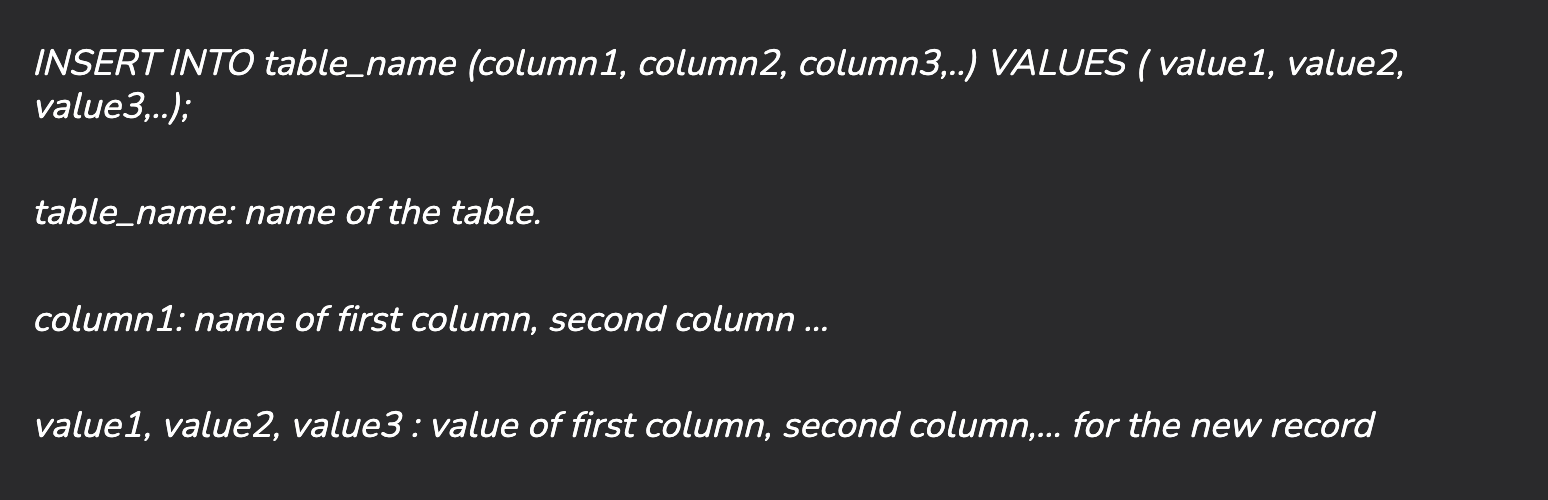 INSERT INTO table_name (column1, column2, column3,..) VALUES ( value1, value2,
value3,..);
table_name: name of the table.
column1: name of first column, second column ...
value1, value2, value3 : value of first column, second column,... for the new record